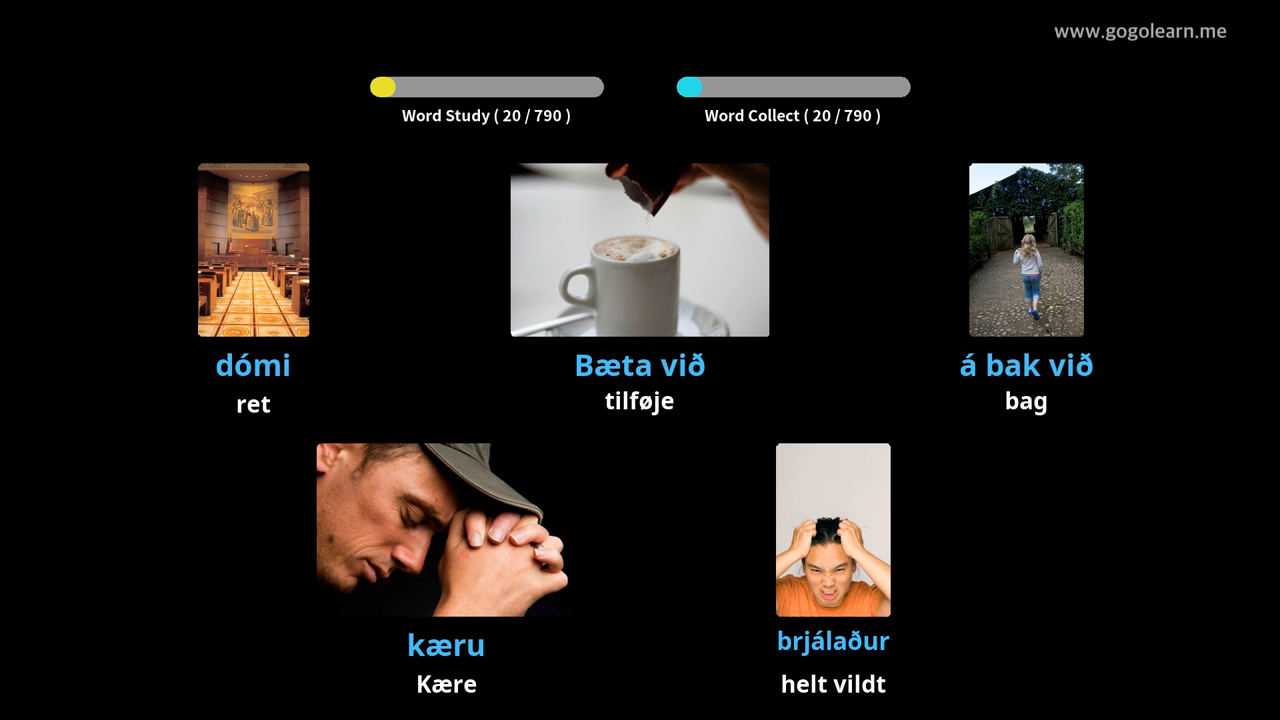 www.gogolearn.me
Word Study ( 20 / 790 )
Word Collect ( 20 / 790 )
dómi
ret
Bæta við
tilføje
á bak við
bag
kæru
Kære
brjálaður
helt vildt